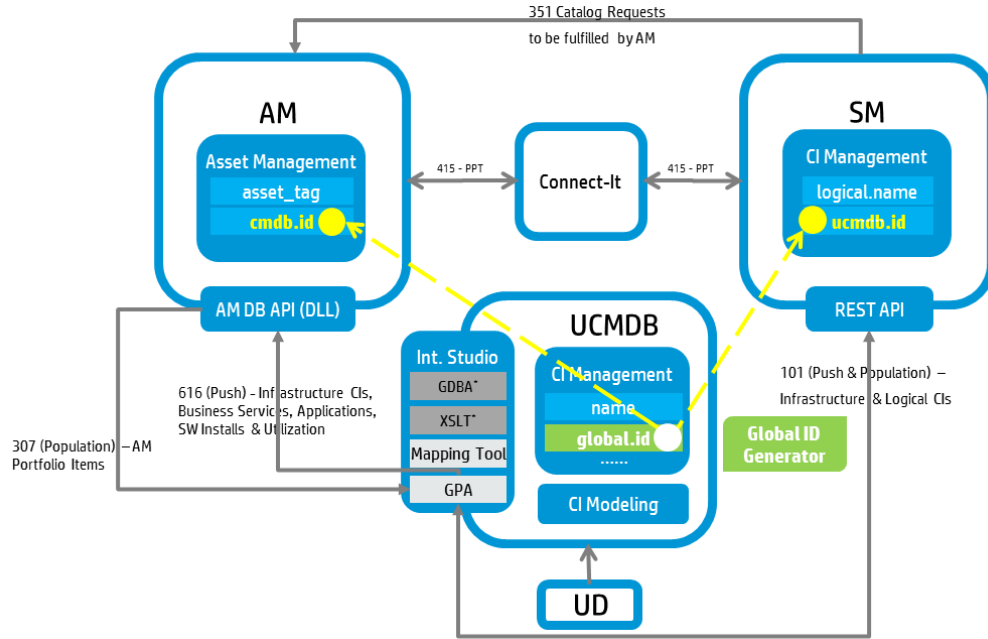 351 Catalog Requests
to be fulfilled by AM
AM
Asset Management
asset_tag
cmdb.id
AM DB API (DLL)
415 - PPT
Connect-It
415 - PPT
SM
CI Management
logical.name
ucmdb.id
REST API
UCMDB
Int. Studio
GDBA*
XSLT*
Mapping Tool
GPA
CI Management
name
global.id
......
CI Modeling
Global ID
Generator
616 (Push) - Infrastructure CIs,
Business Services, Applications,
SW Installs & Utilization
307 (Population) – AM
Portfolio Items
101 (Push & Population) –
Infrastructure & Logical CIs
UD